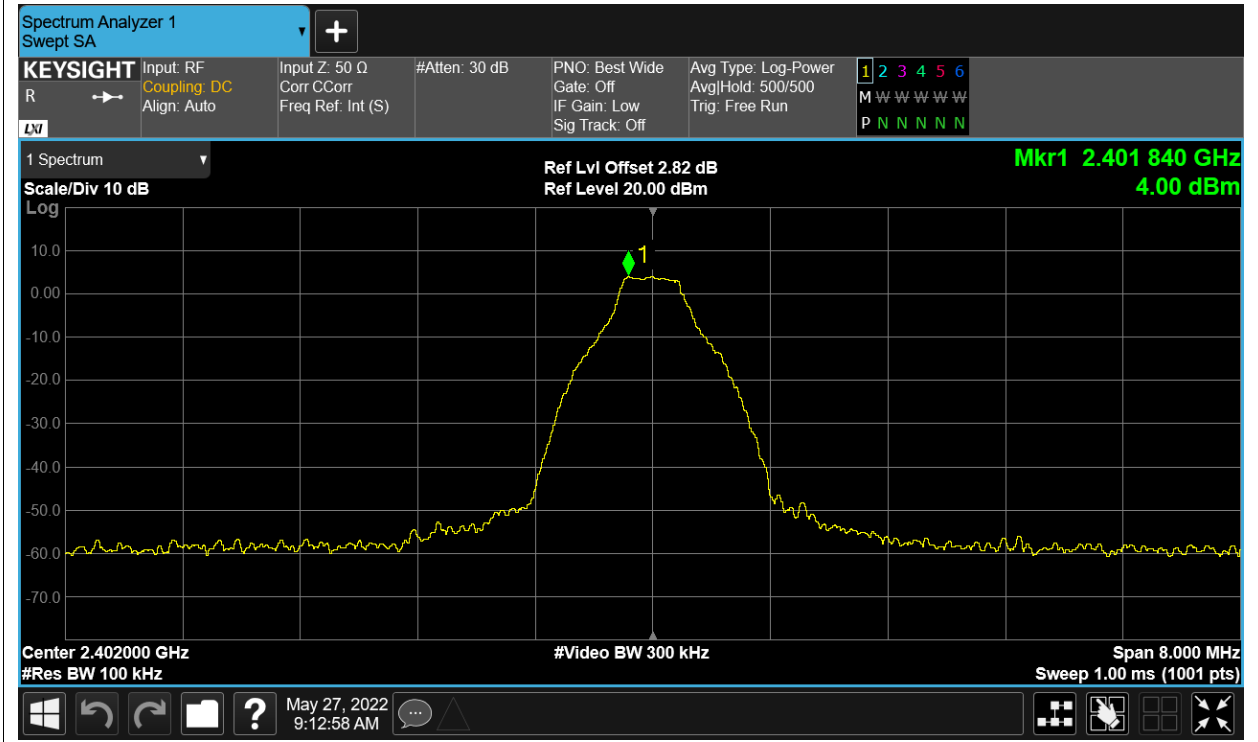 Spectrum Analyzer 1
Swept SA
+
KEYSIGHT
R
LXI
Input: RF
Coupling: DC
Align: Auto
Input Z: 50 Ω
Corr CCorr
Freq Ref: Int (S)
#Atten: 30 dB
PNO: Best Wide
Gate: Off
IF Gain: Low
Sig Track: Off
Avg Type: Log-Power
Avg|Hold: 500/500
Trig: Free Run
1 2 3 4 5 6
M W W W W W W
P N N N N N N
1 Spectrum
Scale/Div 10 dB
Log
Ref Lvl Offset 2.82 dB
Ref Level 20.00 dBm
Mkr1 2.401 840 GHz
4.00 dBm
1
10.0
0.00
-10.0
-20.0
-30.0
-40.0
-50.0
-60.0
-70.0
Center 2.402000 GHz
#Res BW 100 kHz
#Video BW 300 kHz
Span 8.000 MHz
Sweep 1.00 ms (1001 pts)
?
May 27, 2022
9:12:58 AM